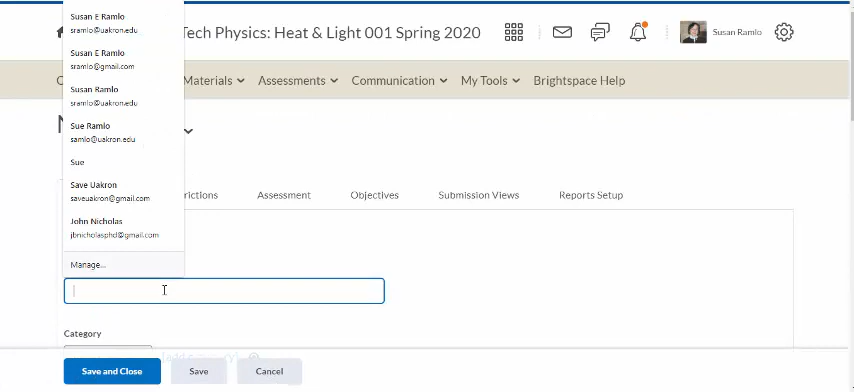 Susan E Ramlo
sramlo@uakron.edu
Susan E Ramlo
sramlo@gmail.com
Susan Ramlo
sramlo@uakron.edu
Sue Ramlo
samlo@uakron.edu
Sue
Save Uakron
saveuakron@gmail.com
John Nicholas
jbnicholasphd@gmail.com
Manage...
Tech Physics: Heat & Light 001 Spring 2020
Susan Ramlo
Materials
Assessments
Communication
My Tools
Brightspace Help
Assessment
Objectives
Submission Views
Reports Setup
Category
Save and Close
Save
Cancel